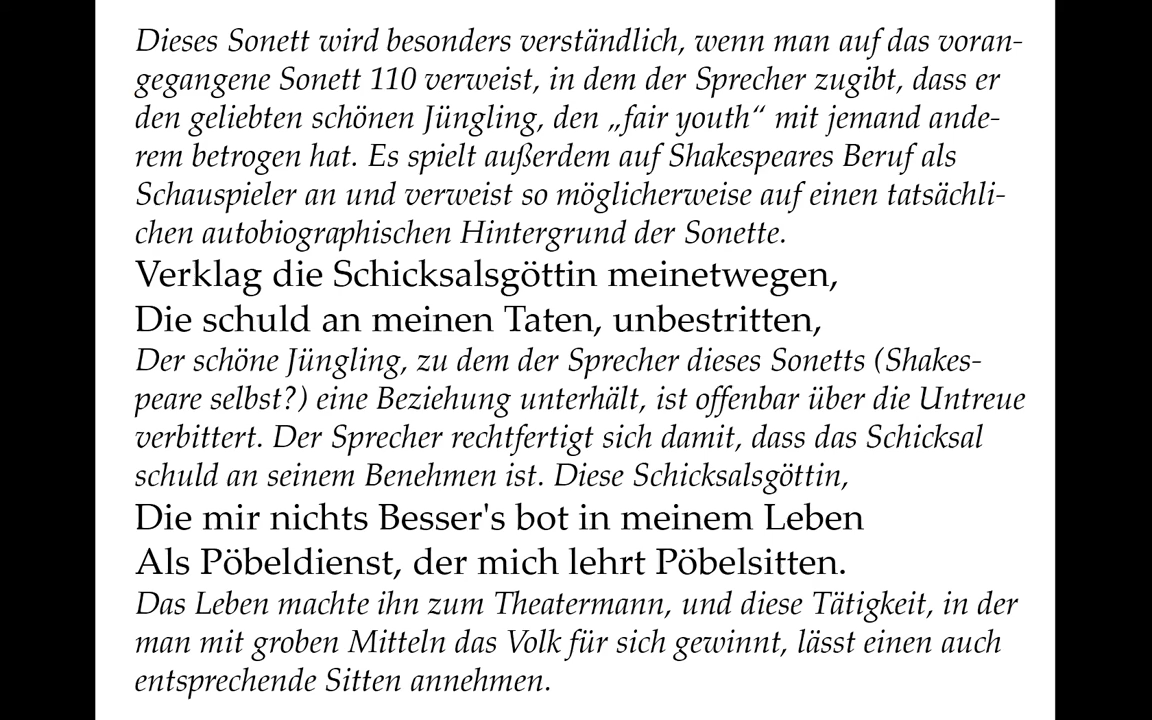 Dieses Sonett wird besonders verständlich, wenn man auf das voran-
gegangene Sonett 110 verweist, in dem der Sprecher zugibt, dass er
den geliebten schönen Jüngling, den „fair youth“ mit jemand ande-
rem betrogen hat. Es spielt außerdem auf Shakespeares Beruf als
Schauspieler an und verweist so möglicherweise auf einen tatsächli-
chen autobiographischen Hintergrund der Sonette.
Verklag die Schicksalsgöttin meinetwegen,
Die schuld an meinen Taten, unbestritten,
Der schöne Jüngling, zu dem der Sprecher dieses Sonetts (Shakes-
peare selbst?) eine Beziehung unterhält, ist offenbar über die Untreue
verbittert. Der Sprecher rechtfertigt sich damit, dass das Schicksal
schuld an seinem Benehmen ist. Diese Schicksalsgöttin,
Die mir nichts Besser's bot in meinem Leben
Als Pöbeldienst, der mich lehrt Pöbelsitten.
Das Leben machte ihn zum Theatermann, und diese Tätigkeit, in der
man mit groben Mitteln das Volk für sich gewinnt, lässt einen auch
entsprechende Sitten annehmen.